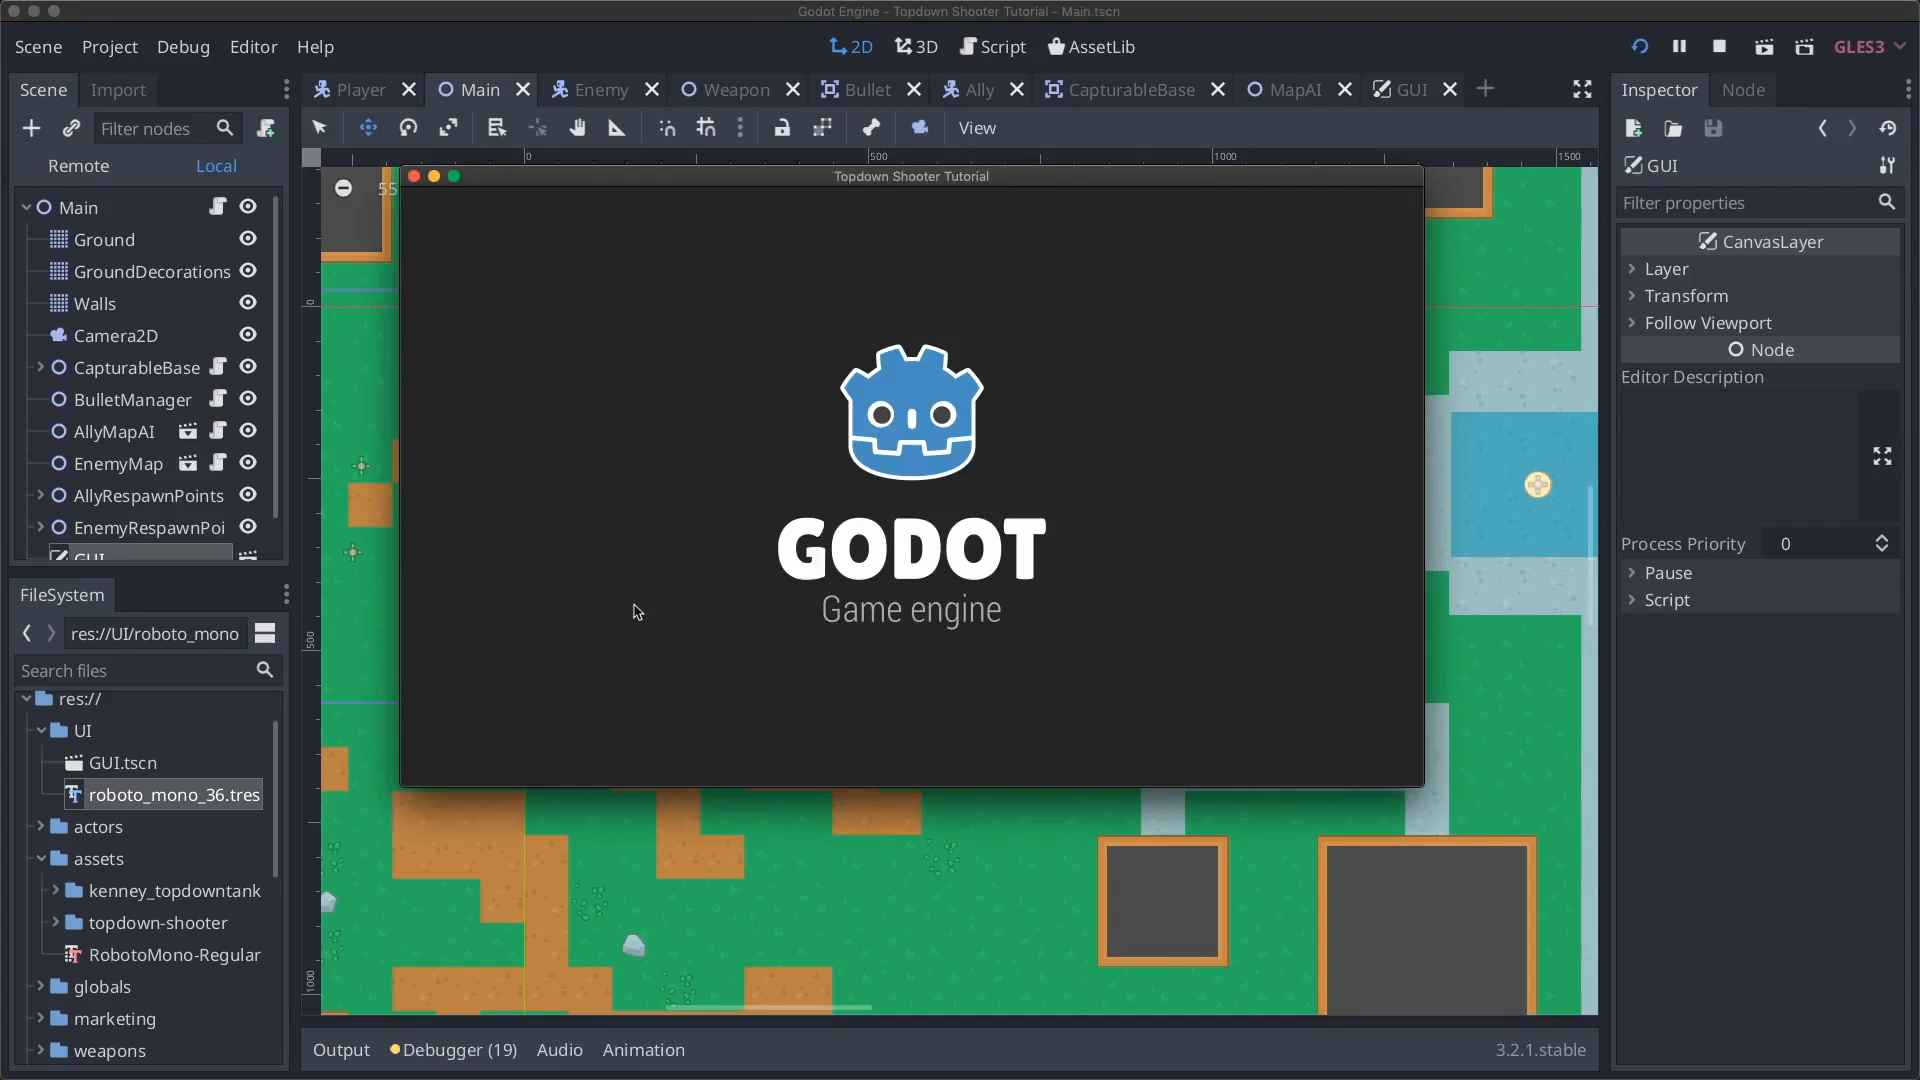 Godot Engine - Topdown Shooter Tutorial - Main.tscn
Scene Project Debug Editor Help
2D 3D Script AssetLib
GLES3
Scene Import
Player Main Enemy Weapon Bullet Ally CapturableBase MapAI GUI
Inspector Node
Filter nodes
View
Remote Local
0 500 1000 1500
GUI
Filter properties
55
Topdown Shooter Tutorial
Main
Ground
GroundDecorations
Walls
Camera2D
CapturableBase
BulletManager
AllyMapAI
EnemyMap
AllyRespawnPoints
EnemyRespawnPoi
GUI
0
500
1000
GODOT
Game engine
CanvasLayer
Layer
Transform
Follow Viewport
Node
Editor Description
Process Priority 0
Pause
Script
FileSystem
res://UI/roboto_mono
Search files
res://
UI
GUI.tscn
roboto_mono_36.tres
actors
assets
kenney_topdowntank
topdown-shooter
RobotoMono-Regular
globals
marketing
weapons
Output Debugger (19) Audio Animation
3.2.1.stable